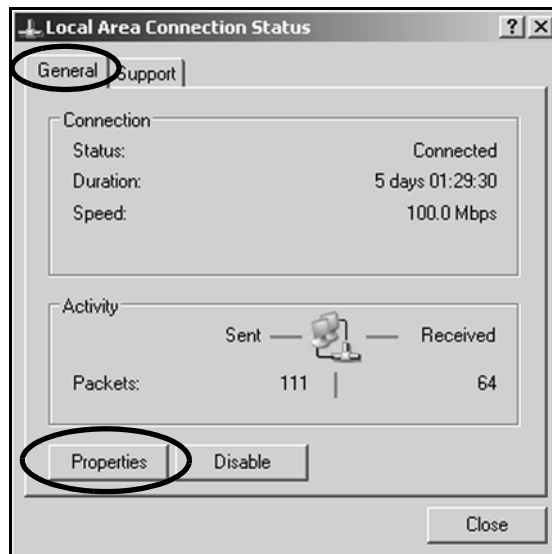 Local Area Connection Status
General Support
Connection
Status: Connected
Duration: 5 days 01:29:30
Speed: 100.0 Mbps
Activity
Sent Received
Packets: 111 64
Properties Disable
Close